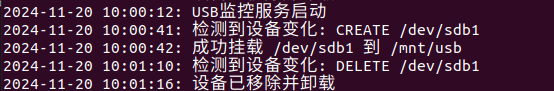 2024-11-20 10:00:12: USB监控服务启动
2024-11-20 10:00:41: 检测到设备变化: CREATE /dev/sdb1
2024-11-20 10:00:42: 成功挂载 /dev/sdb1 到 /mnt/usb
2024-11-20 10:01:10: 检测到设备变化: DELETE /dev/sdb1
2024-11-20 10:01:16: 设备已移除并卸载